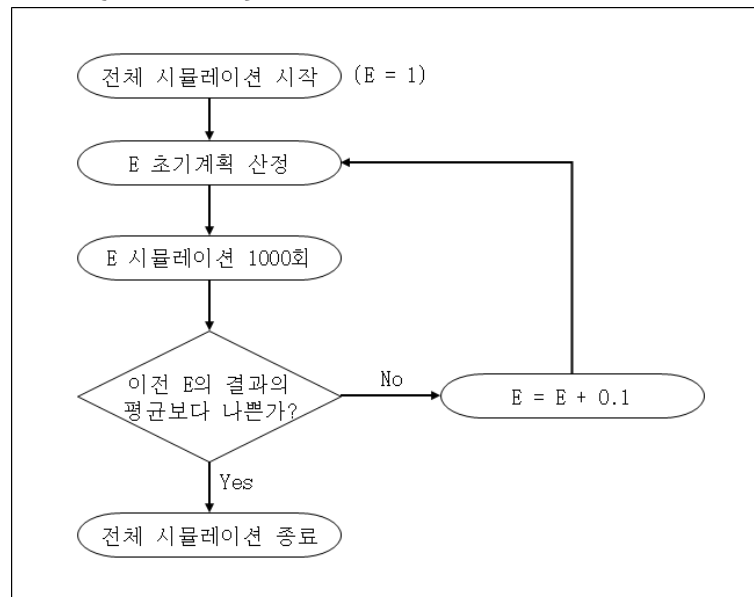 전체 시뮬레이션 시작 (E = 1)
E 초기계획 산정
E 시뮬레이션 1000회
이전 E의 결과의
평균보다 나쁜가?
No
E = E + 0.1
Yes
전체 시뮬레이션 종료